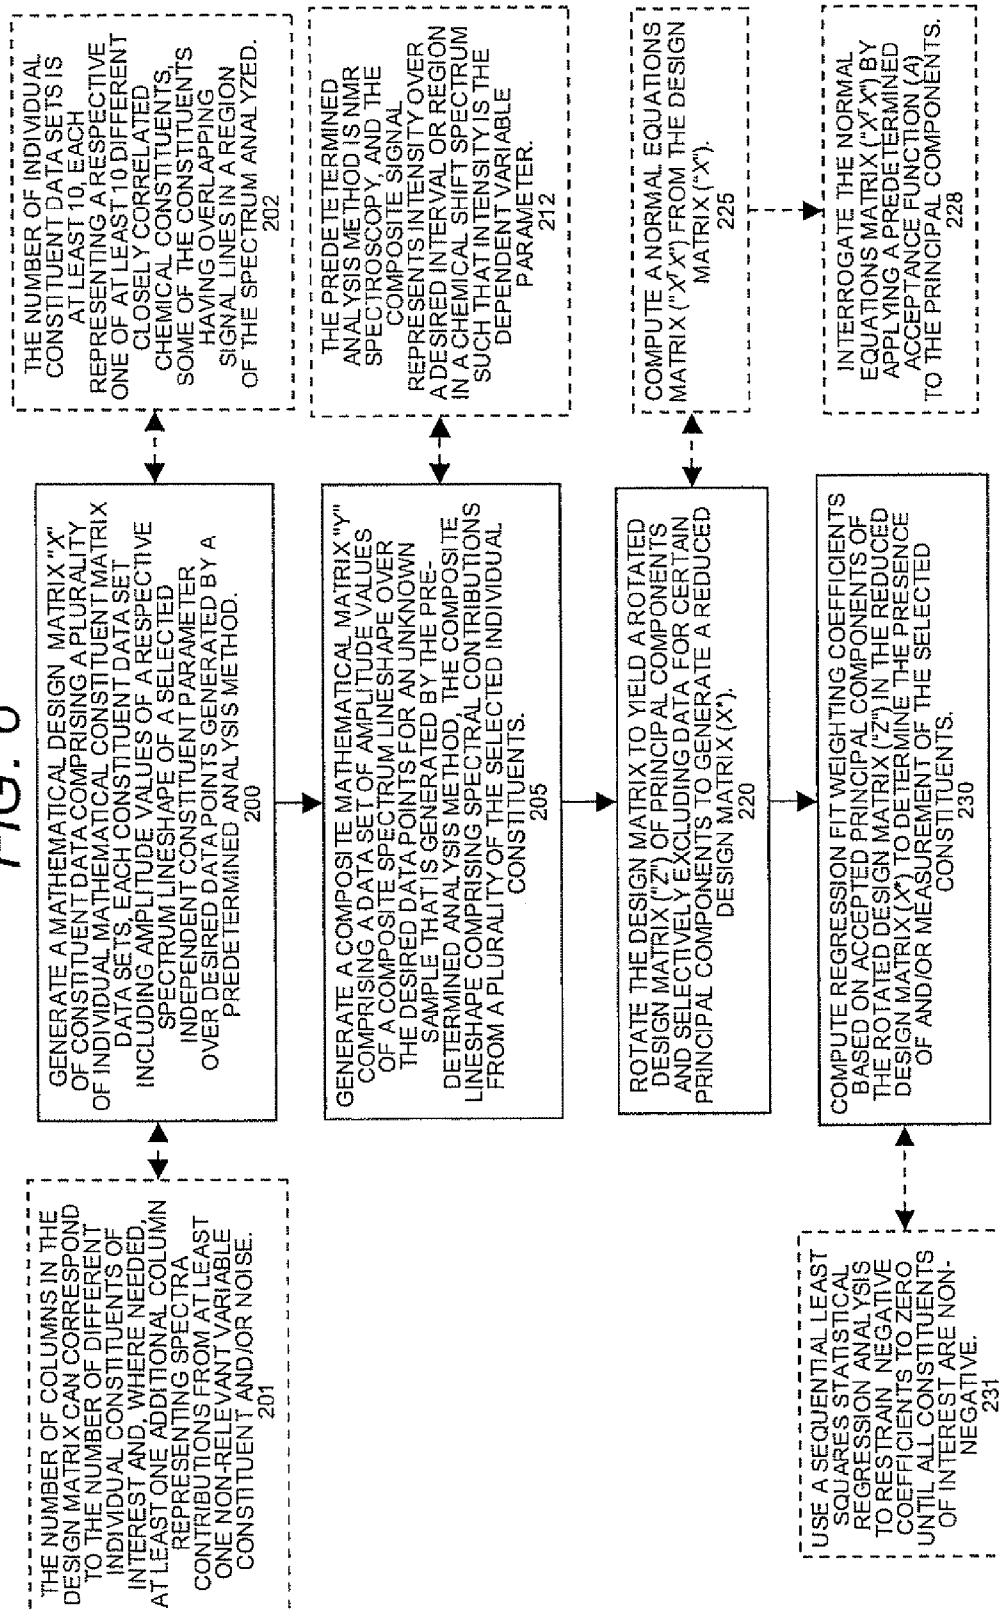 FIG.
THE NUMBER OF COLUMNS IN THE
DESIGN MATRIX CAN CORRESPOND
TO THE NUMBER OF DIFFERENT
INDIVIDUAL CONSTITUENTS OF
INTEREST AND, WHERE NEEDED,
AT LEAST ONE ADDITIONAL COLUMN
REPRESENTING SPECTRA
CONTRIBUTIONS FROM AT LEAST
ONE NON-RELEVANT VARIABLE
CONSTITUENT AND/OR NOISE.
201
GENERATE A MATHEMATICAL DESIGN MATRIX "X"
OF CONSTITUENT DATA COMPRISING A PLURALITY
OF INDIVIDUAL MATHEMATICAL CONSTITUENT MATRIX
DATA SETS, EACH CONSTITUENT DATA SET
INCLUDING AMPLITUDE VALUES OF A RESPECTIVE
SPECTRUM LINESHAPE OF A SELECTED
INDEPENDENT CONSTITUENT PARAMETER
OVER DESIRED DATA POINTS GENERATED BY A
PREDETERMINED ANALYSIS METHOD.
200
THE NUMBER OF INDIVIDUAL
CONSTITUENT DATA SETS IS
AT LEAST 10, EACH
REPRESENTING A RESPECTIVE
ONE OF AT LEAST 10 DIFFERENT
CLOSELY CORRELATED
CHEMICAL CONSTITUENTS,
SOME OF THE CONSTITUENTS
HAVING OVERLAPPING
SIGNAL LINES IN A REGION
OF THE SPECTRUM ANALYZED.
202
GENERATE A COMPOSITE MATHEMATICAL MATRIX "Y"
COMPRISING A DATA SET OF AMPLITUDE VALUES
OF A COMPOSITE SPECTRUM LINESHAPE OVER
THE DESIRED DATA POINTS FOR AN UNKNOWN
SAMPLE THAT IS GENERATED BY THE PRE-
DETERMINED ANALYSIS METHOD, THE COMPOSITE
LINESHAPE COMPRISING SPECTRAL CONTRIBUTIONS
FROM A PLURALITY OF THE SELECTED INDIVIDUAL
CONSTITUENTS.
205
THE PREDETERMINED
ANALYSIS METHOD IS NMR
SPECTROSCOPY, AND THE
COMPOSITE SIGNAL
REPRESENTS INTENSITY OVER
A DESIRED INTERVAL OR REGION
IN A CHEMICAL SHIFT SPECTRUM
SUCH THAT INTENSITY IS THE
DEPENDENT VARIABLE
PARAMETER.
212
ROTATE THE DESIGN MATRIX TO YIELD A ROTATED
DESIGN MATRIX ("Z") OF PRINCIPAL COMPONENTS
AND SELECTIVELY EXCLUDING DATA FOR CERTAIN
PRINCIPAL COMPONENTS TO GENERATE A REDUCED
DESIGN MATRIX (X*).
220
COMPUTE A NORMAL EQUATIONS
MATRIX ("XᵀX") FROM THE DESIGN
MATRIX ("X").
225
USE A SEQUENTIAL LEAST
SQUARES STATISTICAL
REGRESSION ANALYSIS
TO RESTRAIN NEGATIVE
COEFFICIENTS TO ZERO
UNTIL ALL CONSTITUENTS
OF INTEREST ARE NON-
NEGATIVE.
231
COMPUTE REGRESSION FIT WEIGHTING COEFFICIENTS
BASED ON ACCEPTED PRINCIPAL COMPONENTS OF
THE ROTATED DESIGN MATRIX ("Z") IN THE REDUCED
DESIGN MATRIX (X*) TO DETERMINE THE PRESENCE
OF AND/OR MEASUREMENT OF THE SELECTED
CONSTITUENTS.
230
INTERROGATE THE NORMAL
EQUATIONS MATRIX ("XᵀX") BY
APPLYING A PREDETERMINED
ACCEPTANCE FUNCTION (A)
TO THE PRINCIPAL COMPONENTS.
228